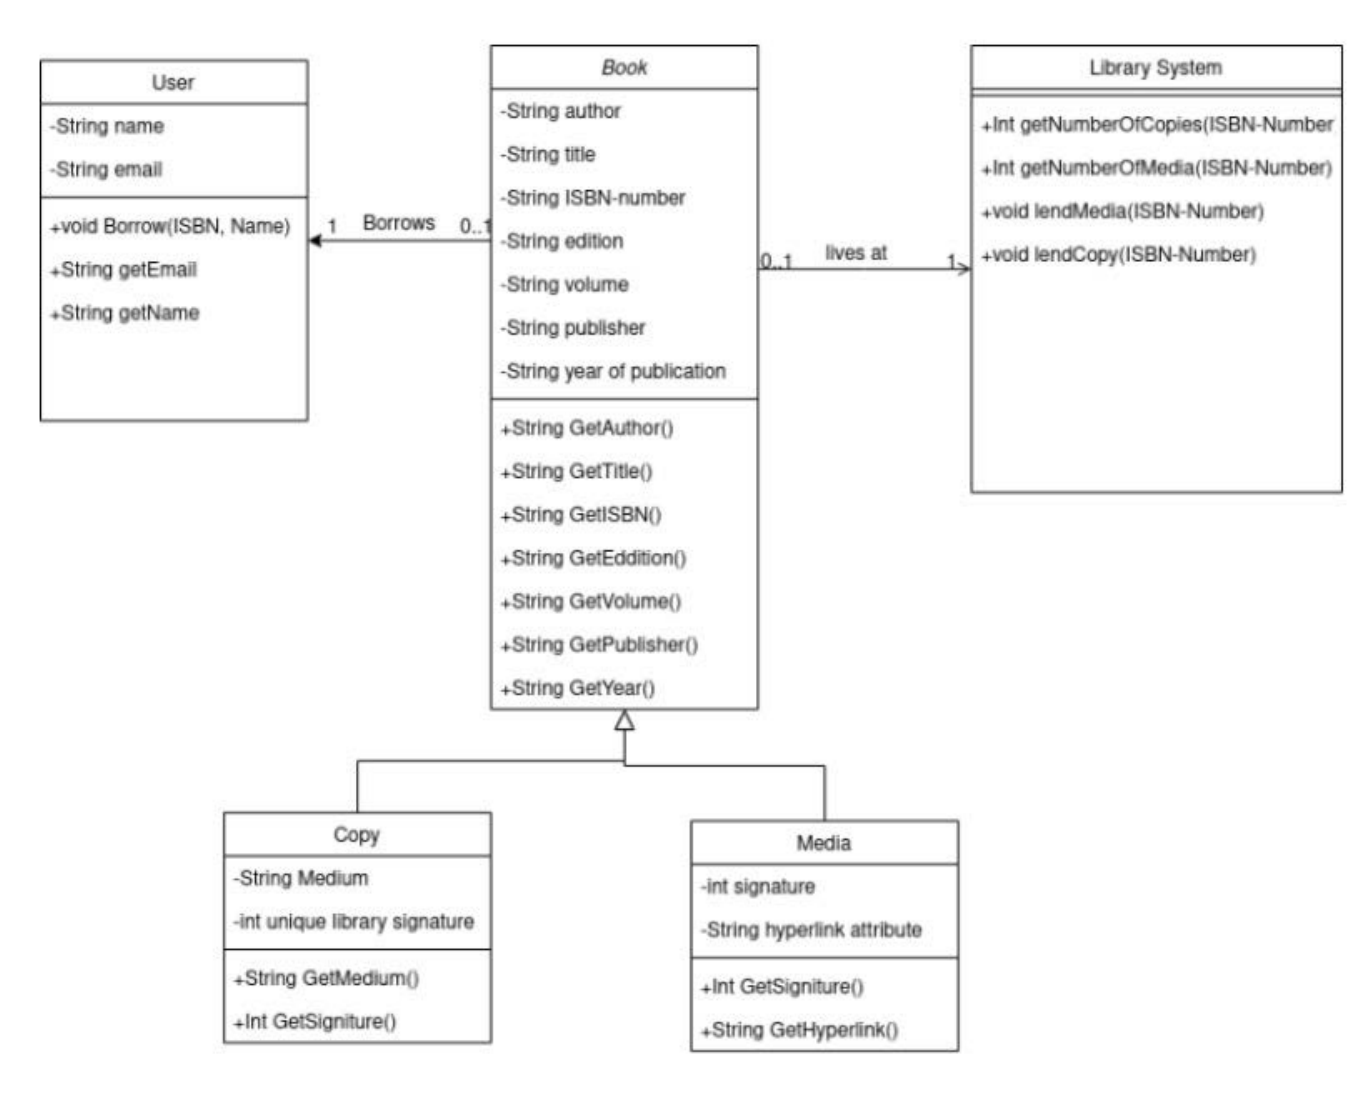 User
-String name
-String email
+void Borrow(ISBN, Name)
+String getEmail
+String getName
1 Borrows 0..1
Book
-String author
-String title
-String ISBN-number
-String edition
-String volume
-String publisher
-String year of publication
+String GetAuthor()
+String GetTitle()
+String GetISBN()
+String GetEddition()
+String GetVolume()
+String GetPublisher()
+String GetYear()
0..1 lives at 1
Library System
+Int getNumberOfCopies(ISBN-Number
+Int getNumberOfMedia(ISBN-Number)
+void lendMedia(ISBN-Number)
+void lendCopy(ISBN-Number)
Copy
-String Medium
-int unique library signature
+String GetMedium()
+Int GetSigniture()
Media
-int signature
-String hyperlink attribute
+Int GetSigniture()
+String GetHyperlink()